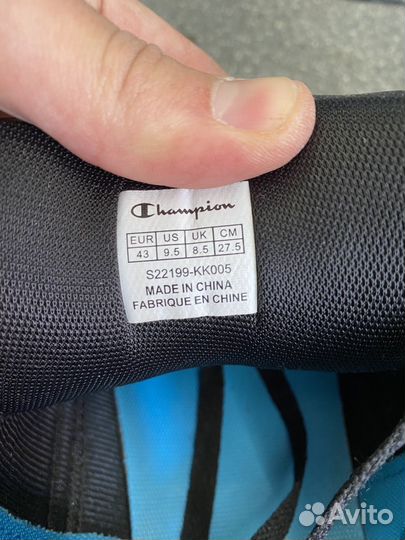 Champion
EUR US UK CM
43 9.5 8.5 27.5
S22199-KK005
MADE IN CHINA
FABRIQUE EN CHINE
Avito